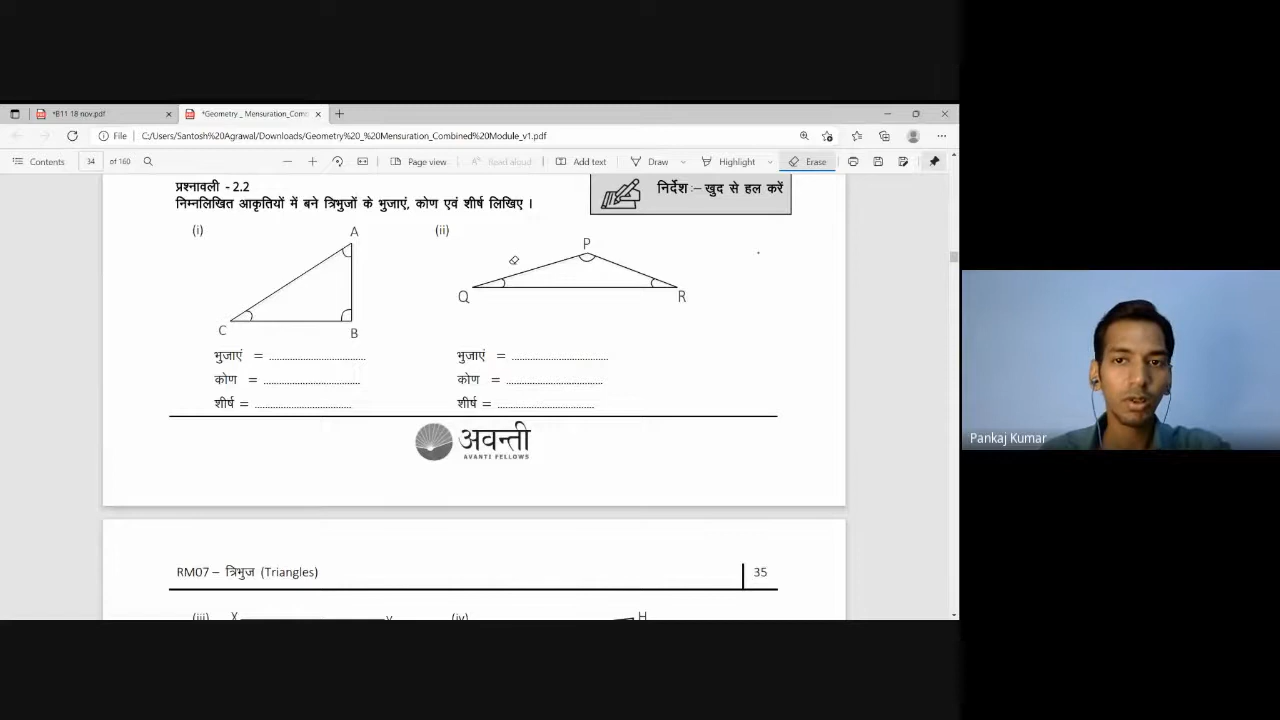 *B11 18 nov.pdf
*Geometry _ Mensuration_Com
File C:/Users/Santosh%20Agrawal/Downloads/Geometry%20_%20Mensuration_Combined%20Module_v1.pdf
Contents 34 of 160 Page view Read aloud Add text Draw Highlight Erase
प्रश्नावली - 2.2
निर्देश :– खुद से हल करें
निम्नलिखित आकृतियों में बने त्रिभुजों के भुजाएं, कोण एवं शीर्ष लिखिए ।
(i) A (ii) P
Q R
C B
भुजाएं = ................................ भुजाएं = ................................
कोण = ................................ कोण = ................................
शीर्ष = ................................ शीर्ष = ................................
अवन्ती
AVANTI FELLOWS
RM07 – त्रिभुज (Triangles) 35
(iii) X Y (iv) H
Pankaj Kumar